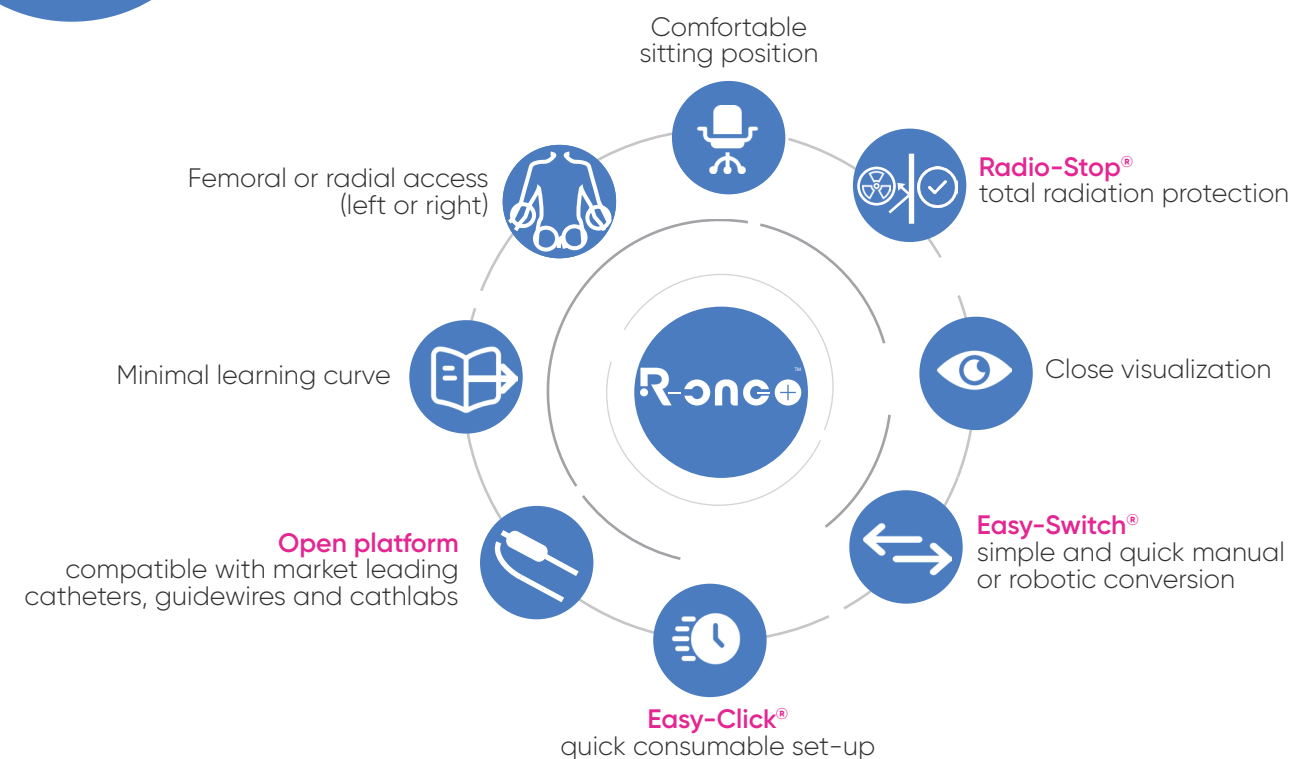 Comfortable
sitting position
Radio-Stop®
total radiation protection
Femoral or radial access
(left or right)
Close visualization
Minimal learning curve
R-onco+™
Easy-Switch®
simple and quick manual
or robotic conversion
Open platform
compatible with market leading
catheters, guidewires and cathlabs
Easy-Click®
quick consumable set-up